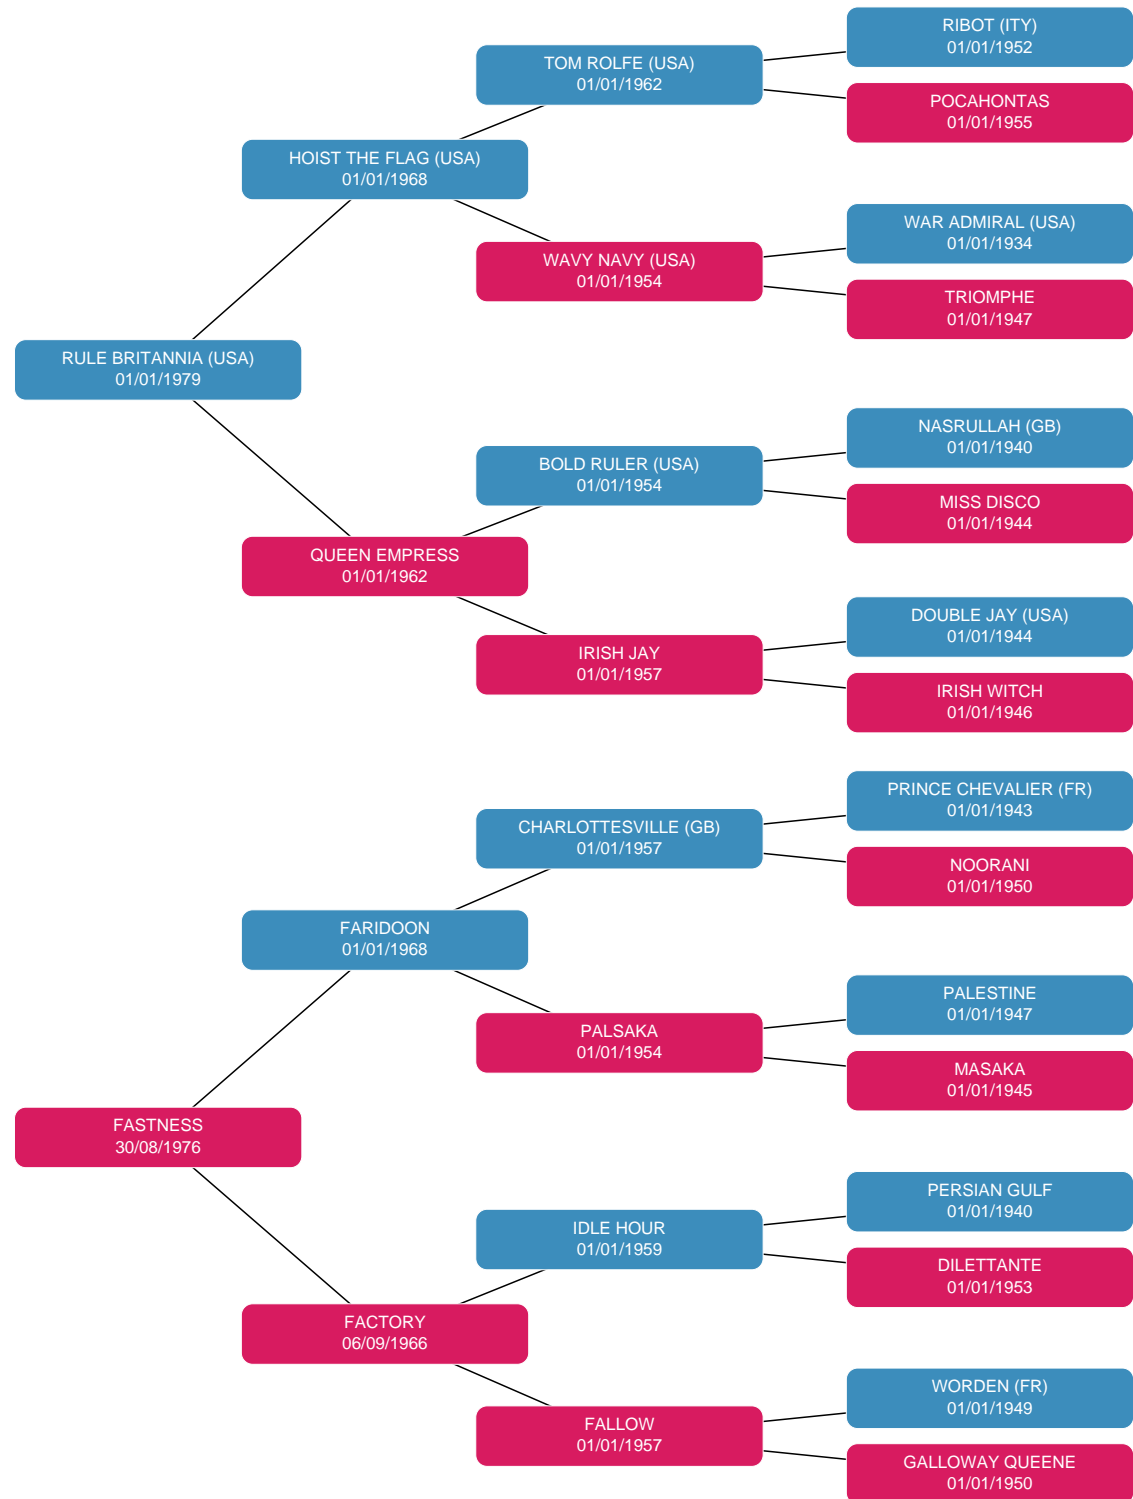 RIBOT (ITY)
01/01/1952
TOM ROLFE (USA)
01/01/1962
POCAHONTAS
01/01/1955
HOIST THE FLAG (USA)
01/01/1968
WAR ADMIRAL (USA)
01/01/1934
WAVY NAVY (USA)
01/01/1954
TRIOMPHE
01/01/1947
RULE BRITANNIA (USA)
01/01/1979
NASRULLAH (GB)
01/01/1940
BOLD RULER (USA)
01/01/1954
MISS DISCO
01/01/1944
QUEEN EMPRESS
01/01/1962
DOUBLE JAY (USA)
01/01/1944
IRISH JAY
01/01/1957
IRISH WITCH
01/01/1946
PRINCE CHEVALIER (FR)
01/01/1943
CHARLOTTESVILLE (GB)
01/01/1957
NOORANI
01/01/1950
FARIDOON
01/01/1968
PALESTINE
01/01/1947
PALSAKA
01/01/1954
MASAKA
01/01/1945
FASTNESS
30/08/1976
PERSIAN GULF
01/01/1940
IDLE HOUR
01/01/1959
DILETTANTE
01/01/1953
FACTORY
06/09/1966
WORDEN (FR)
01/01/1949
FALLOW
01/01/1957
GALLOWAY QUEENE
01/01/1950